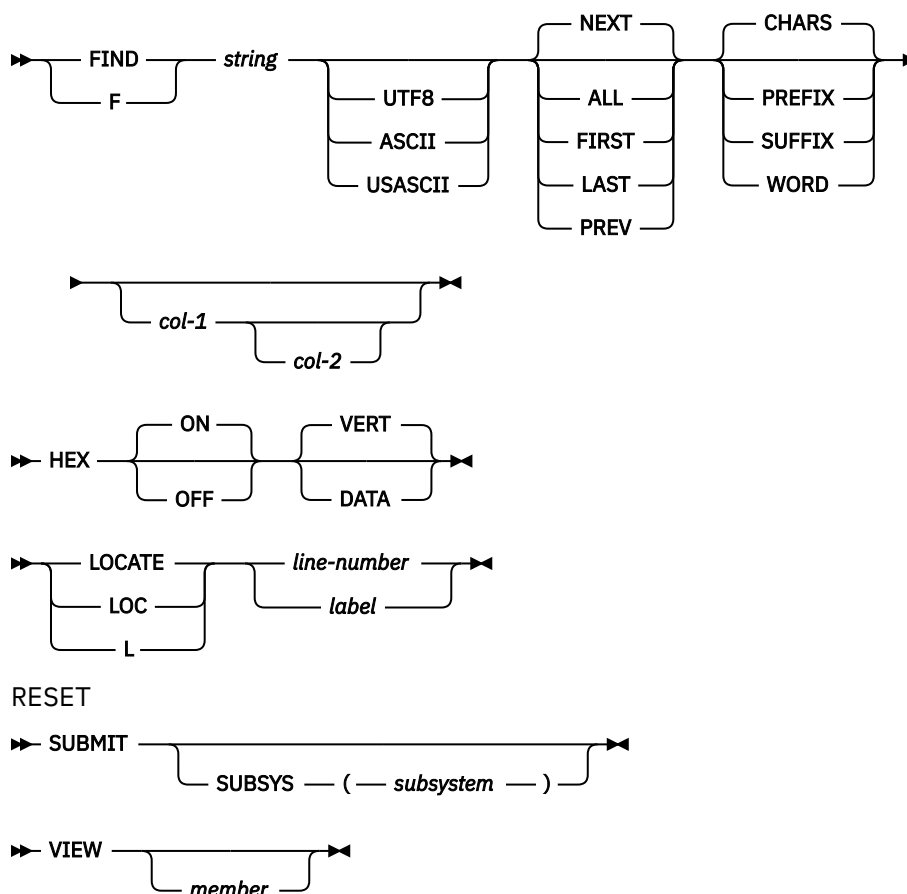 NEXT CHARS
FIND string
F UTF8 ALL PREFIX
ASCII FIRST SUFFIX
USASCII LAST WORD
PREV
col-1
col-2
ON VERT
HEX
OFF DATA
LOCATE line-number
LOC label
L
RESET
SUBMIT
SUBSYS ( subsystem )
VIEW
member